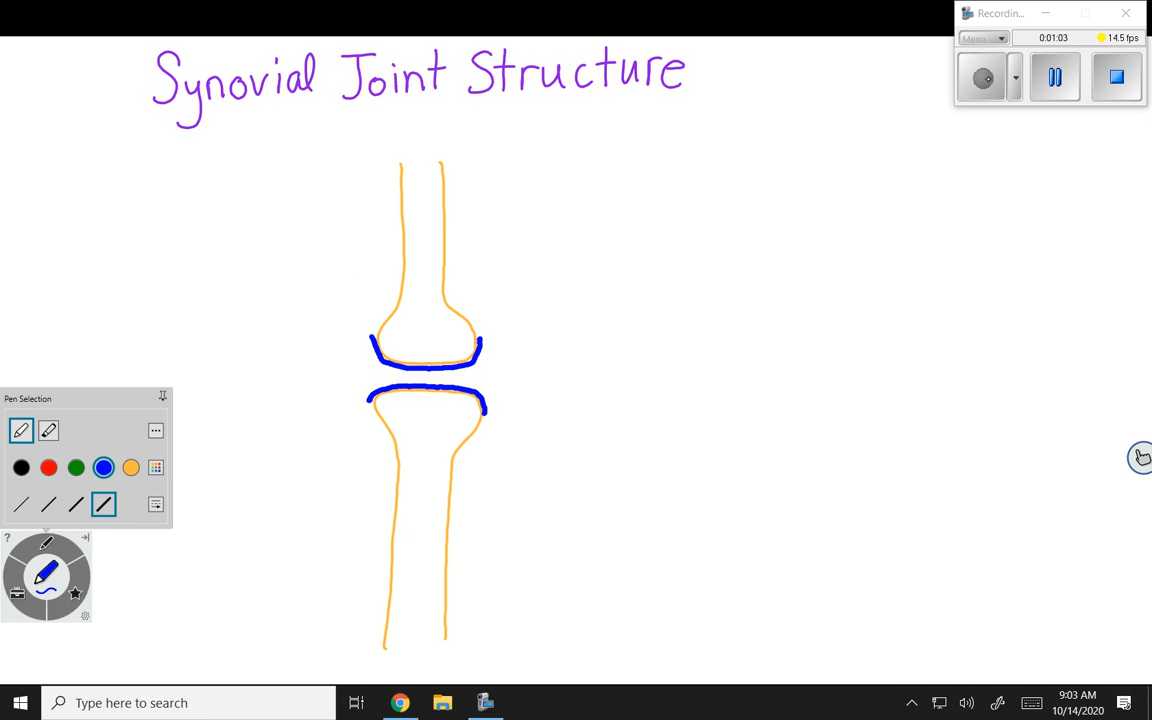 Recordin...
Menu
0:01:03
14.5 fps
Synovial Joint Structure
Pen Selection
?
Type here to search
9:03 AM
10/14/2020